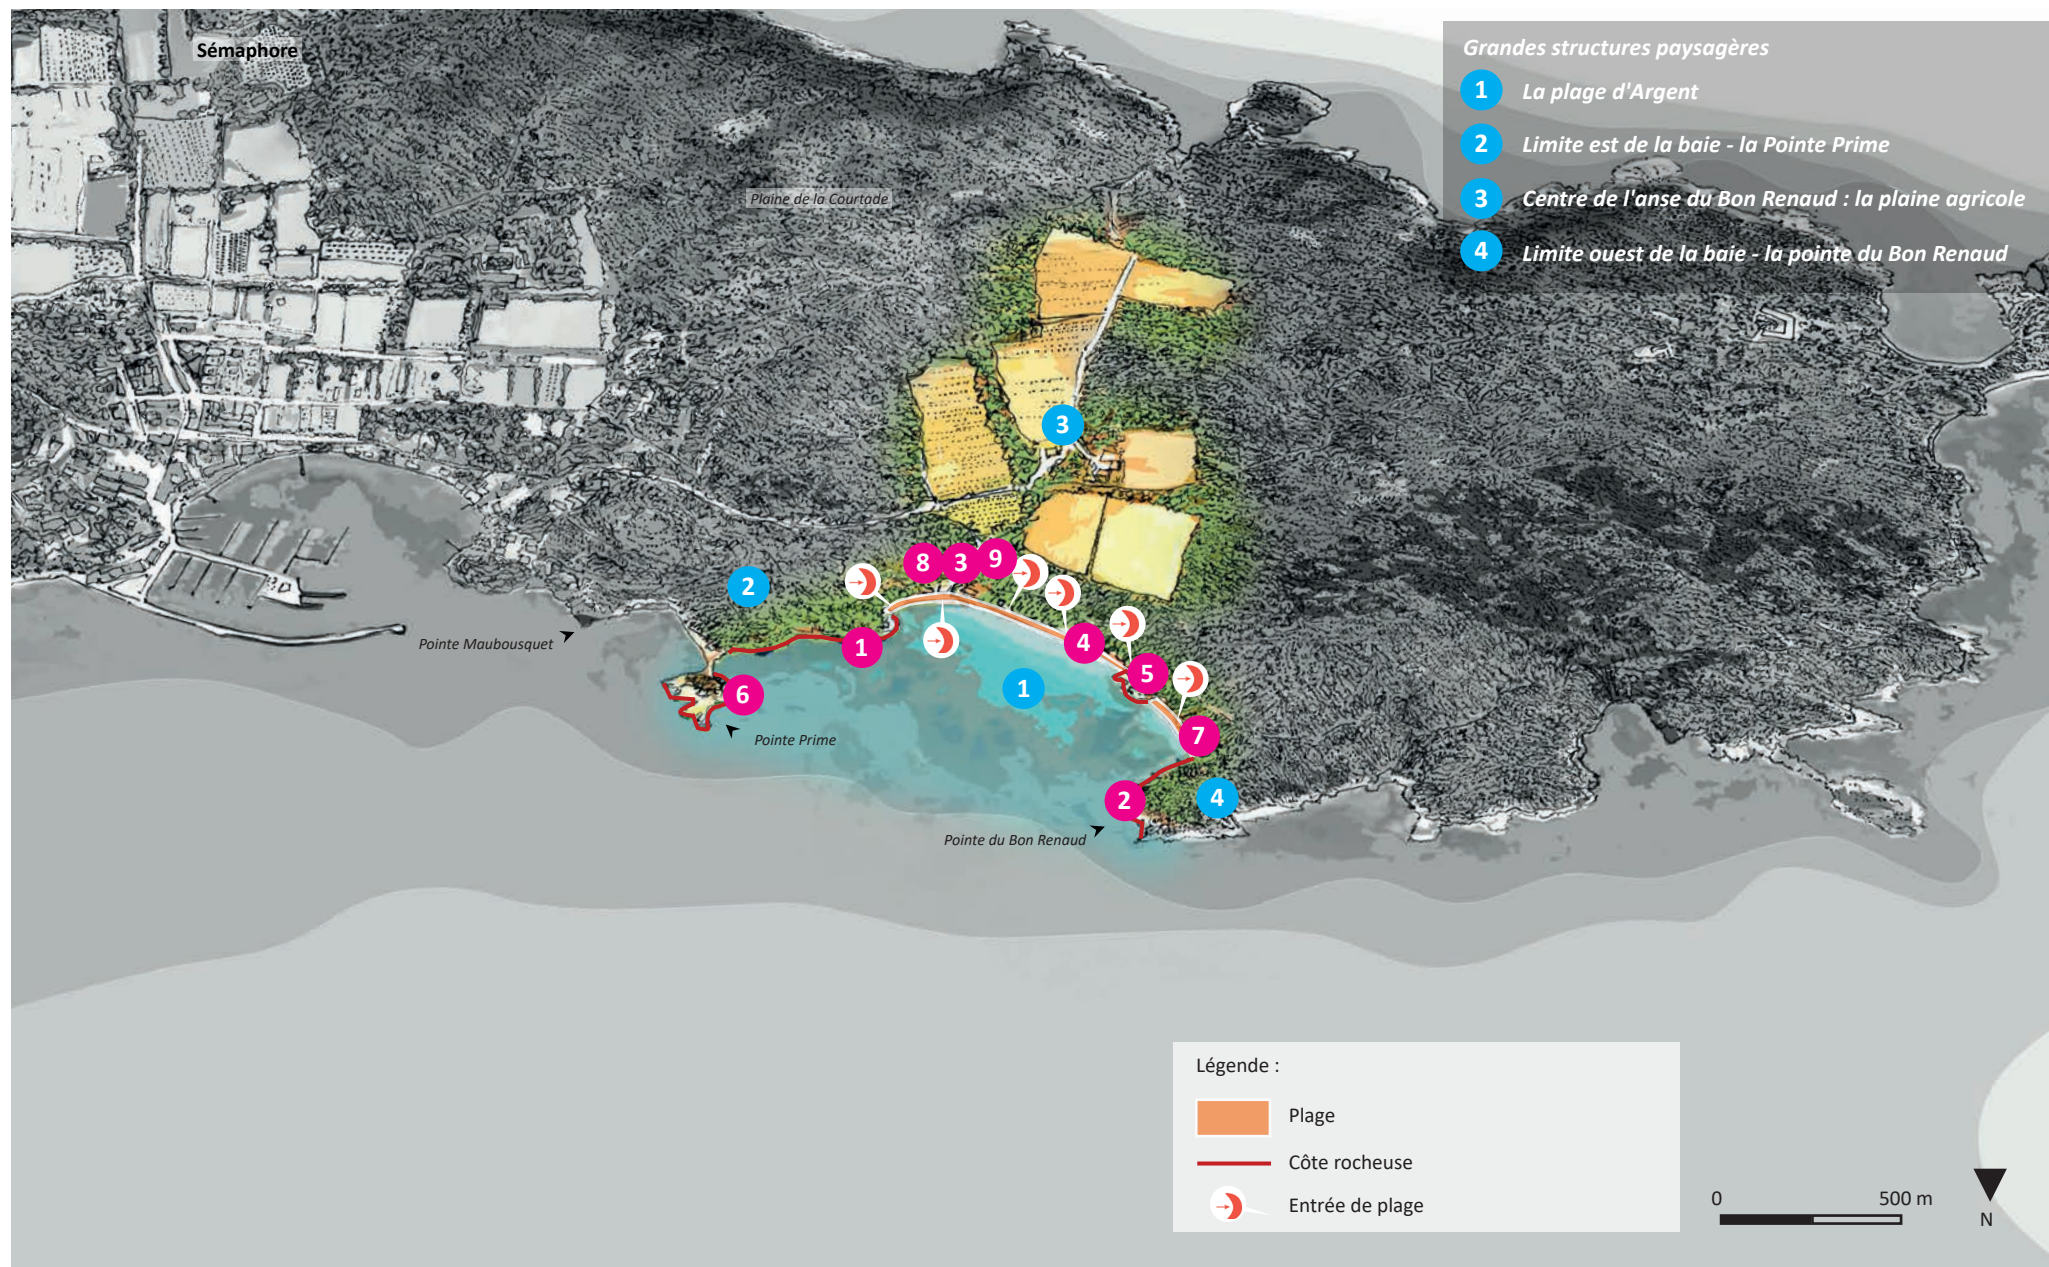 Sémaphore
Grandes structures paysagères
1 La plage d'Argent
2 Limite est de la baie - la Pointe Prime
3 Centre de l'anse du Bon Renaud : la plaine agricole
4 Limite ouest de la baie - la pointe du Bon Renaud
Plaine de la Courtade
3
8 3 9
2
Pointe Maubousquet
1
4
5
6
1
Pointe Prime
7
2
4
Pointe du Bon Renaud
Légende :
Plage
Côte rocheuse
Entrée de plage
0 500 m
N